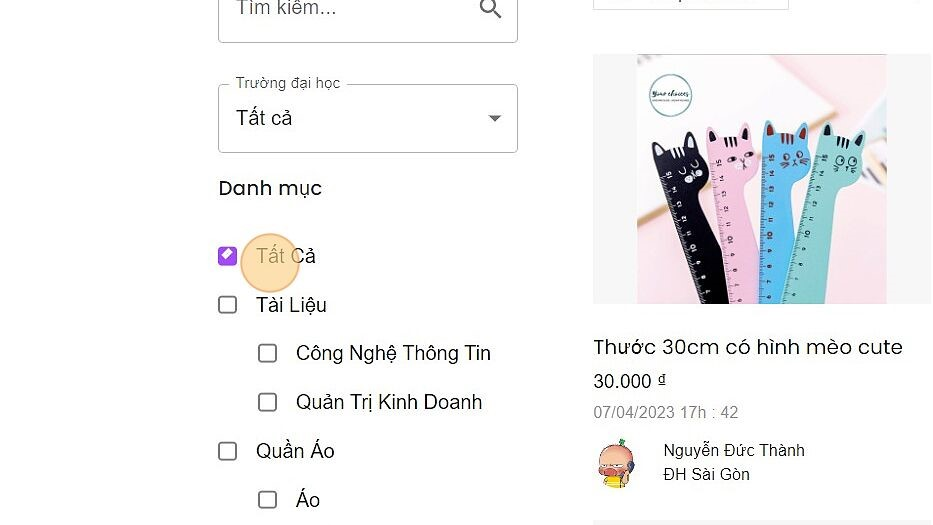 Tìm kiếm...
Trường đại học
Tất cả
Danh mục
Tất Cả
Tài Liệu
Công Nghệ Thông Tin
Quản Trị Kinh Doanh
Quần Áo
Áo
Your choices
Thước 30cm có hình mèo cute
30.000 ₫
07/04/2023 17h : 42
Nguyễn Đức Thành
ĐH Sài Gòn